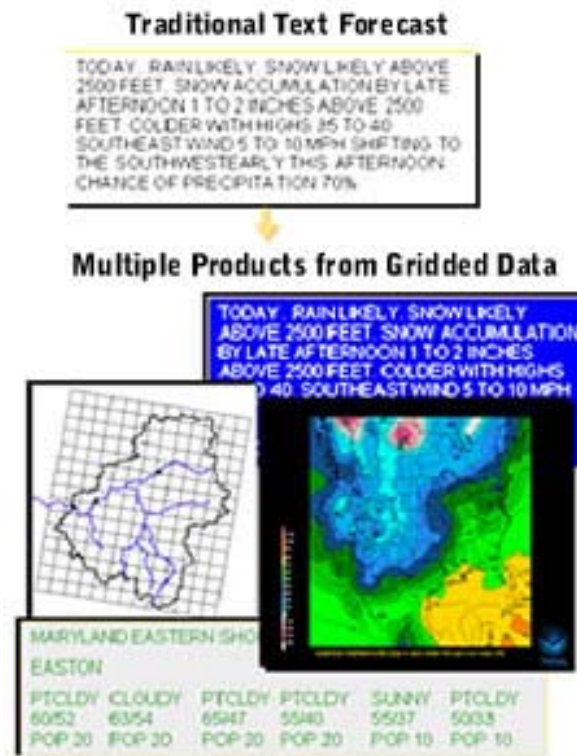 Traditional Text Forecast
TODAY. RAIN LIKELY. SNOW LIKELY ABOVE
2500 FEET. SNOW ACCUMULATION BY LATE
AFTERNOON 1 TO 2 INCHES ABOVE 2500
FEET. COLDER WITH HIGHS 35 TO 40
SOUTHEAST WIND 5 TO 10 MPH SHIFTING TO
THE SOUTHWESTEARLY THIS AFTERNOON
CHANCE OF PRECIPITATION 70%
Multiple Products from Gridded Data
TODAY. RAIN LIKELY. SNOW LIKELY
ABOVE 2500 FEET. SNOW ACCUMULATION
BY LATE AFTERNOON 1 TO 2 INCHES
ABOVE 2500 FEET. COLDER WITH HIGHS
40. SOUTHEAST WIND 5 TO 10 MPH
MARYLAND EASTERN
EASTON
PTCLDY CLOUDY PTCLDY PTCLDY SUNNY PTCLDY
60/52 63/54 65/47 55/40 55/37 50/33
POP 20 POP 20 POP 20 POP 20 POP 10 POP 10